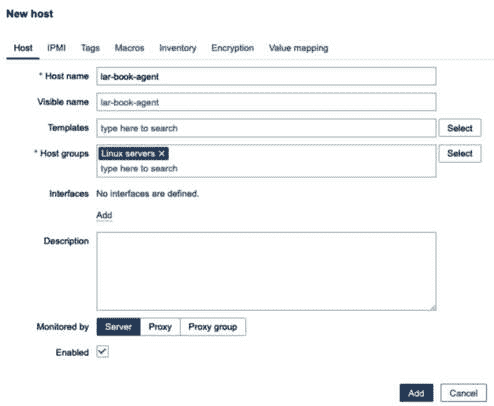 New host
Host IPMI Tags Macros Inventory Encryption Value mapping
* Host name lar-book-agent
Visible name lar-book-agent
Templates type here to search Select
* Host groups Linux servers × Select
type here to search
Interfaces No interfaces are defined.
Add
Description
Monitored by Server Proxy Proxy group
Enabled
Add Cancel